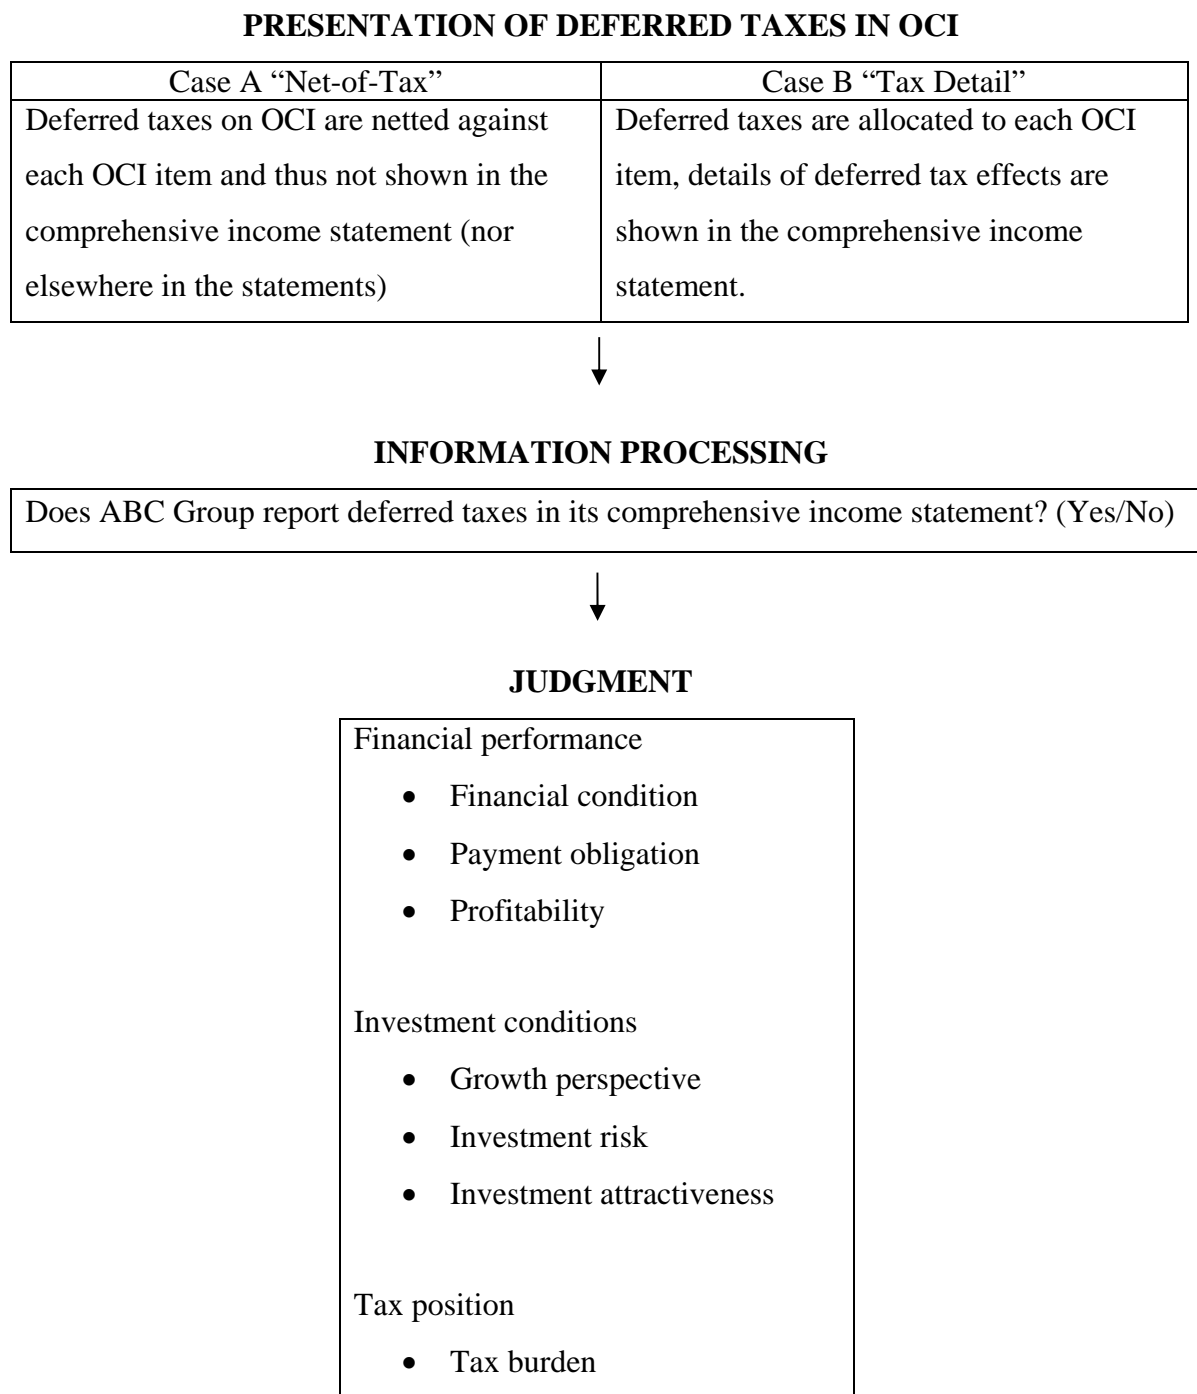 PRESENTATION OF DEFERRED TAXES IN OCI
Case A “Net-of-Tax”
Deferred taxes on OCI are netted against
each OCI item and thus not shown in the
comprehensive income statement (nor
elsewhere in the statements)
Case B “Tax Detail”
Deferred taxes are allocated to each OCI
item, details of deferred tax effects are
shown in the comprehensive income
statement.
INFORMATION PROCESSING
Does ABC Group report deferred taxes in its comprehensive income statement? (Yes/No)
JUDGMENT
Financial performance
• Financial condition
• Payment obligation
• Profitability
Investment conditions
• Growth perspective
• Investment risk
• Investment attractiveness
Tax position
• Tax burden